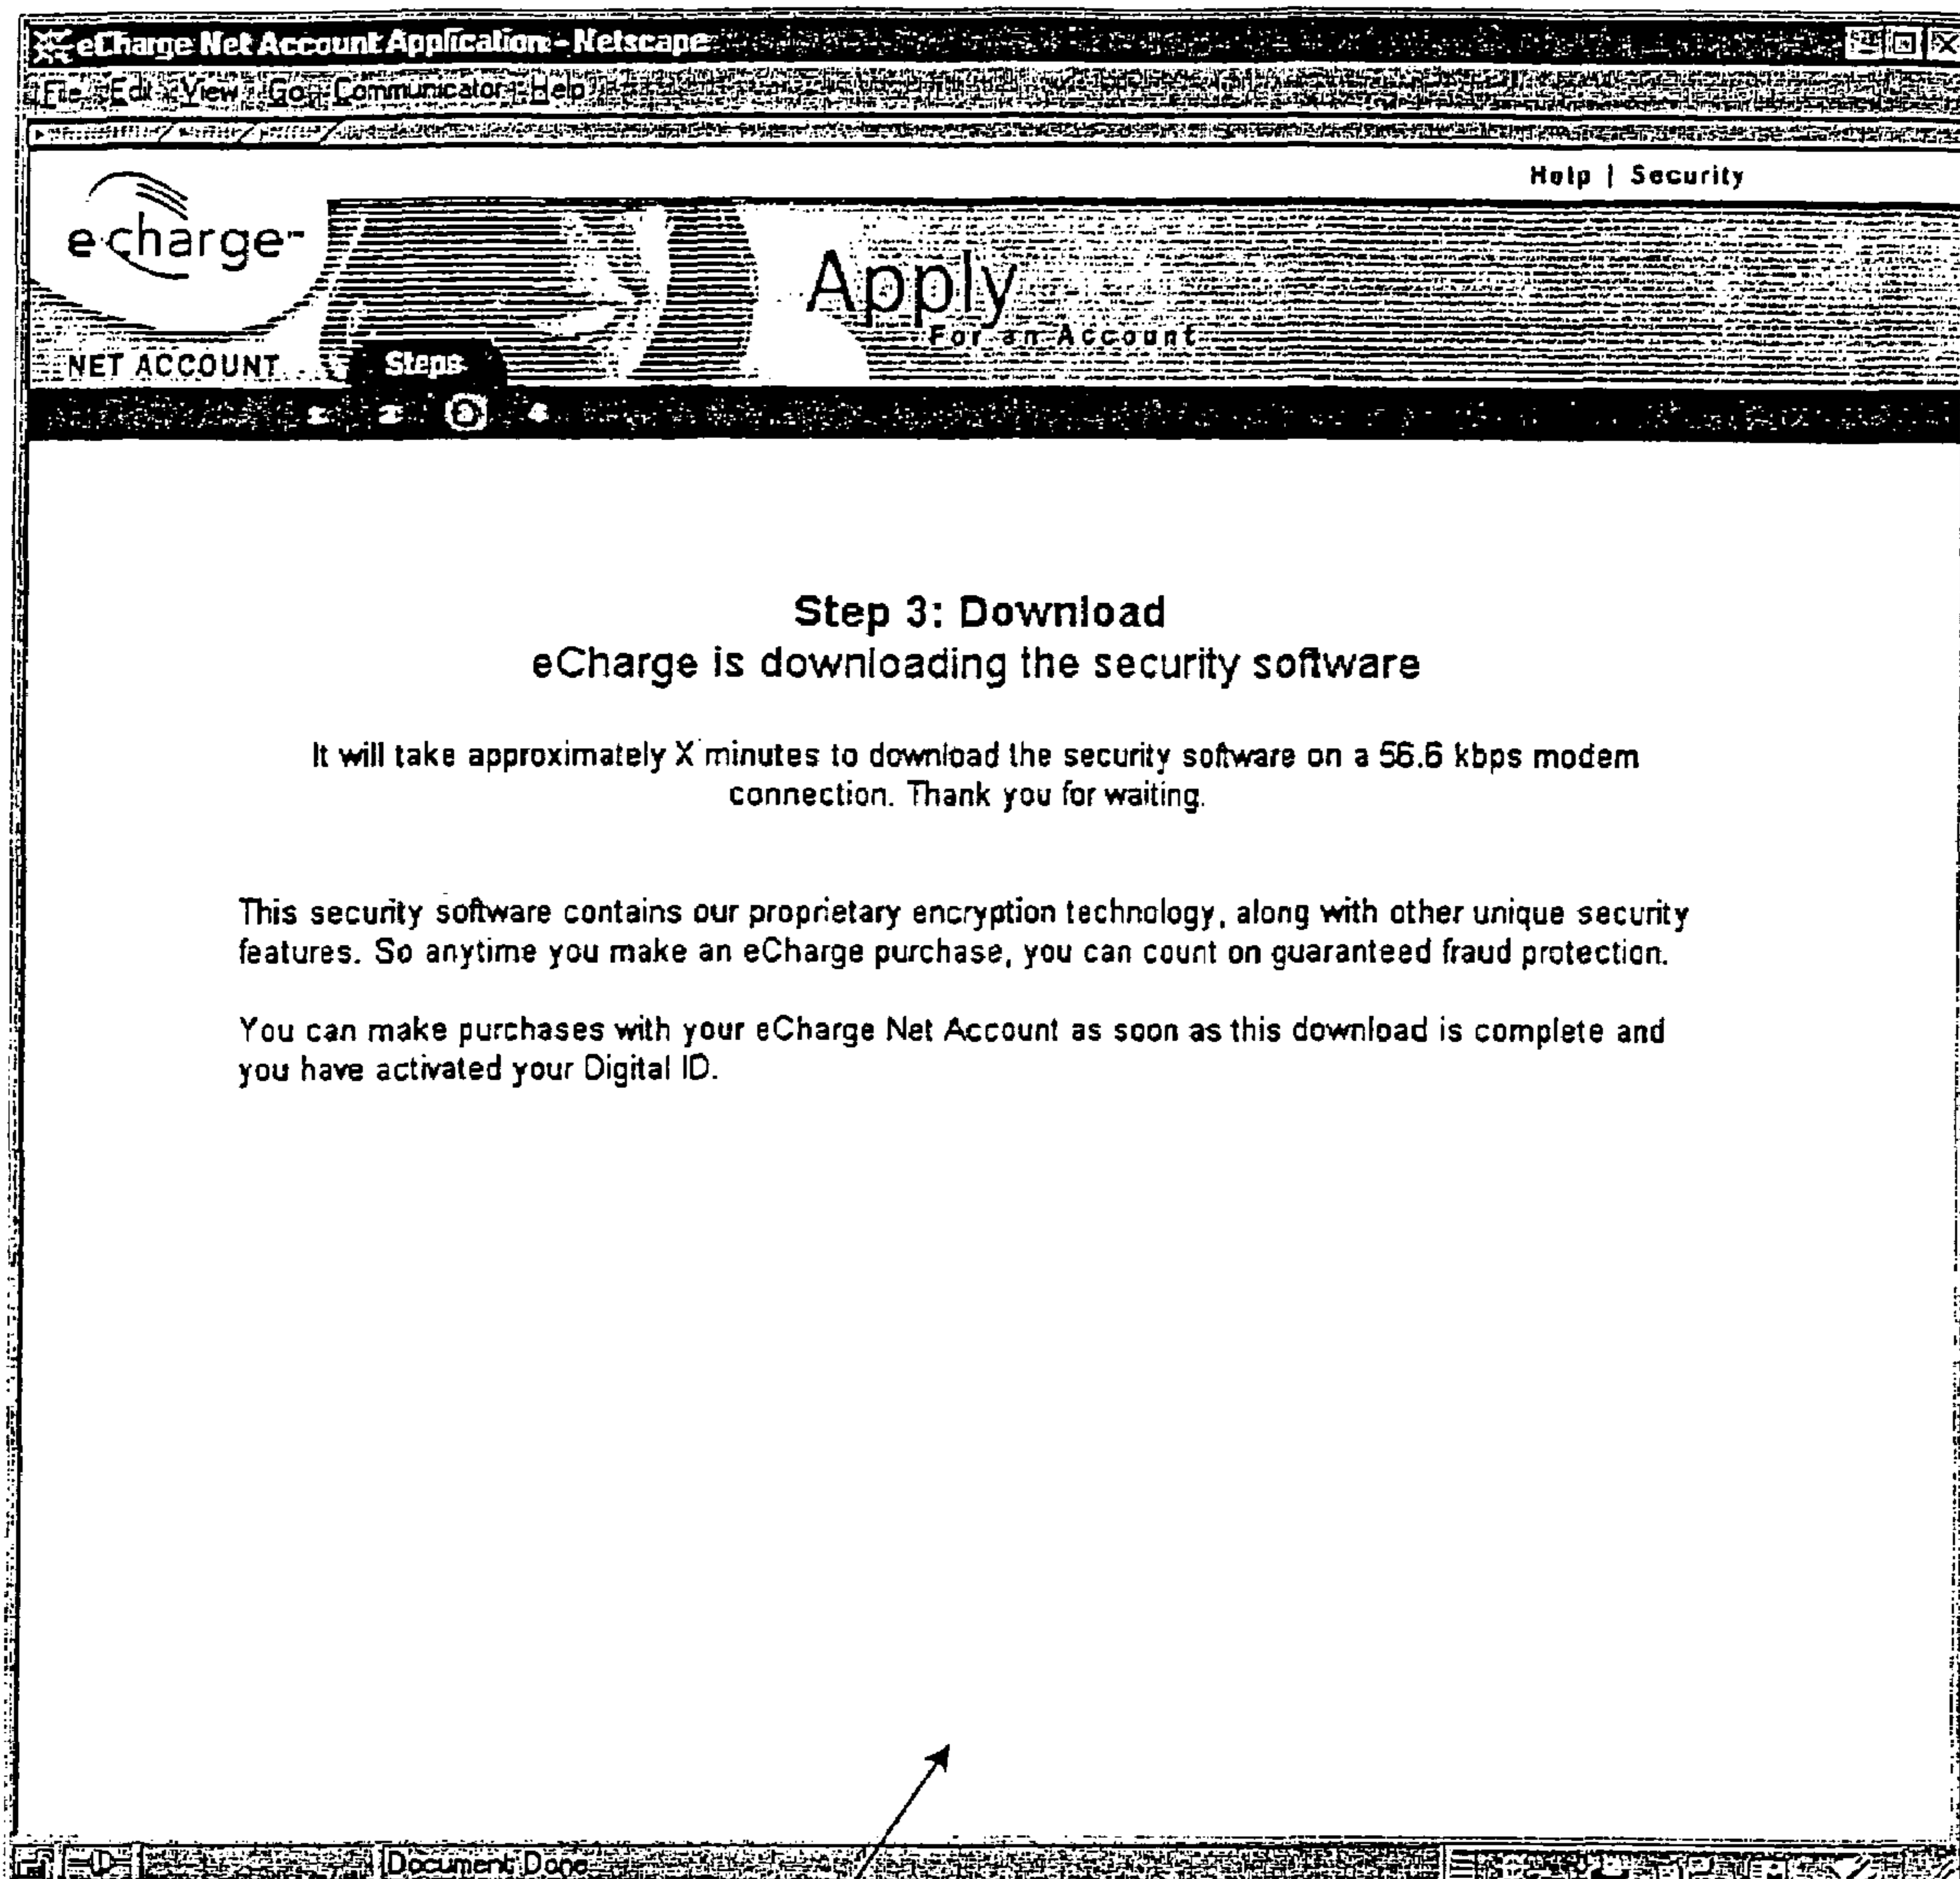 eCharge Net Account Application - Netscape
File Edit View Go Communicator Help
Help | Security
e charge™
Apply
For an Account
NET ACCOUNT
Steps
1 2 3 4
Step 3: Download
eCharge is downloading the security software
It will take approximately X minutes to download the security software on a 56.6 kbps modem
connection. Thank you for waiting.
This security software contains our proprietary encryption technology, along with other unique security
features. So anytime you make an eCharge purchase, you can count on guaranteed fraud protection.
You can make purchases with your eCharge Net Account as soon as this download is complete and
you have activated your Digital ID.
Document: Done